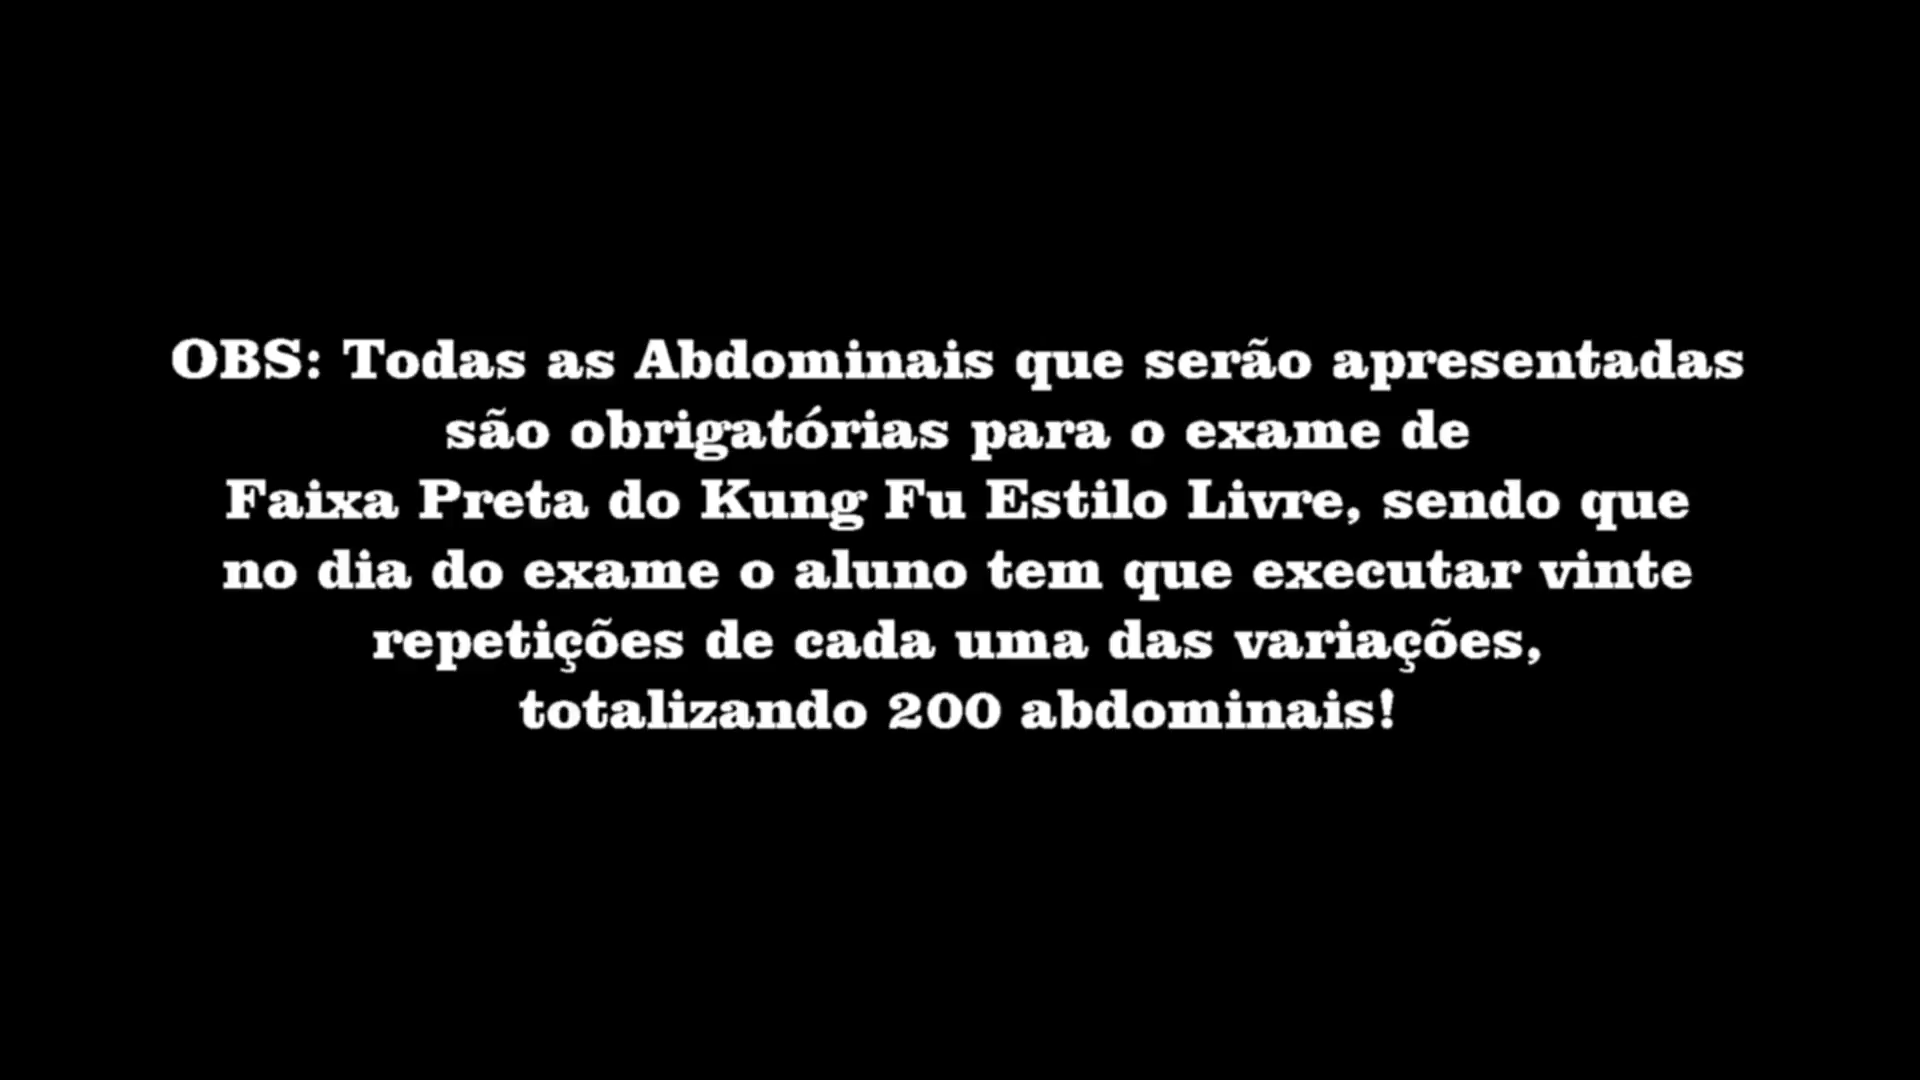 OBS: Todas as Abdominais que serão apresentadas
são obrigatórias para o exame de
Faixa Preta do Kung Fu Estilo Livre, sendo que
no dia do exame o aluno tem que executar vinte
repetições de cada uma das variações,
totalizando 200 abdominais!